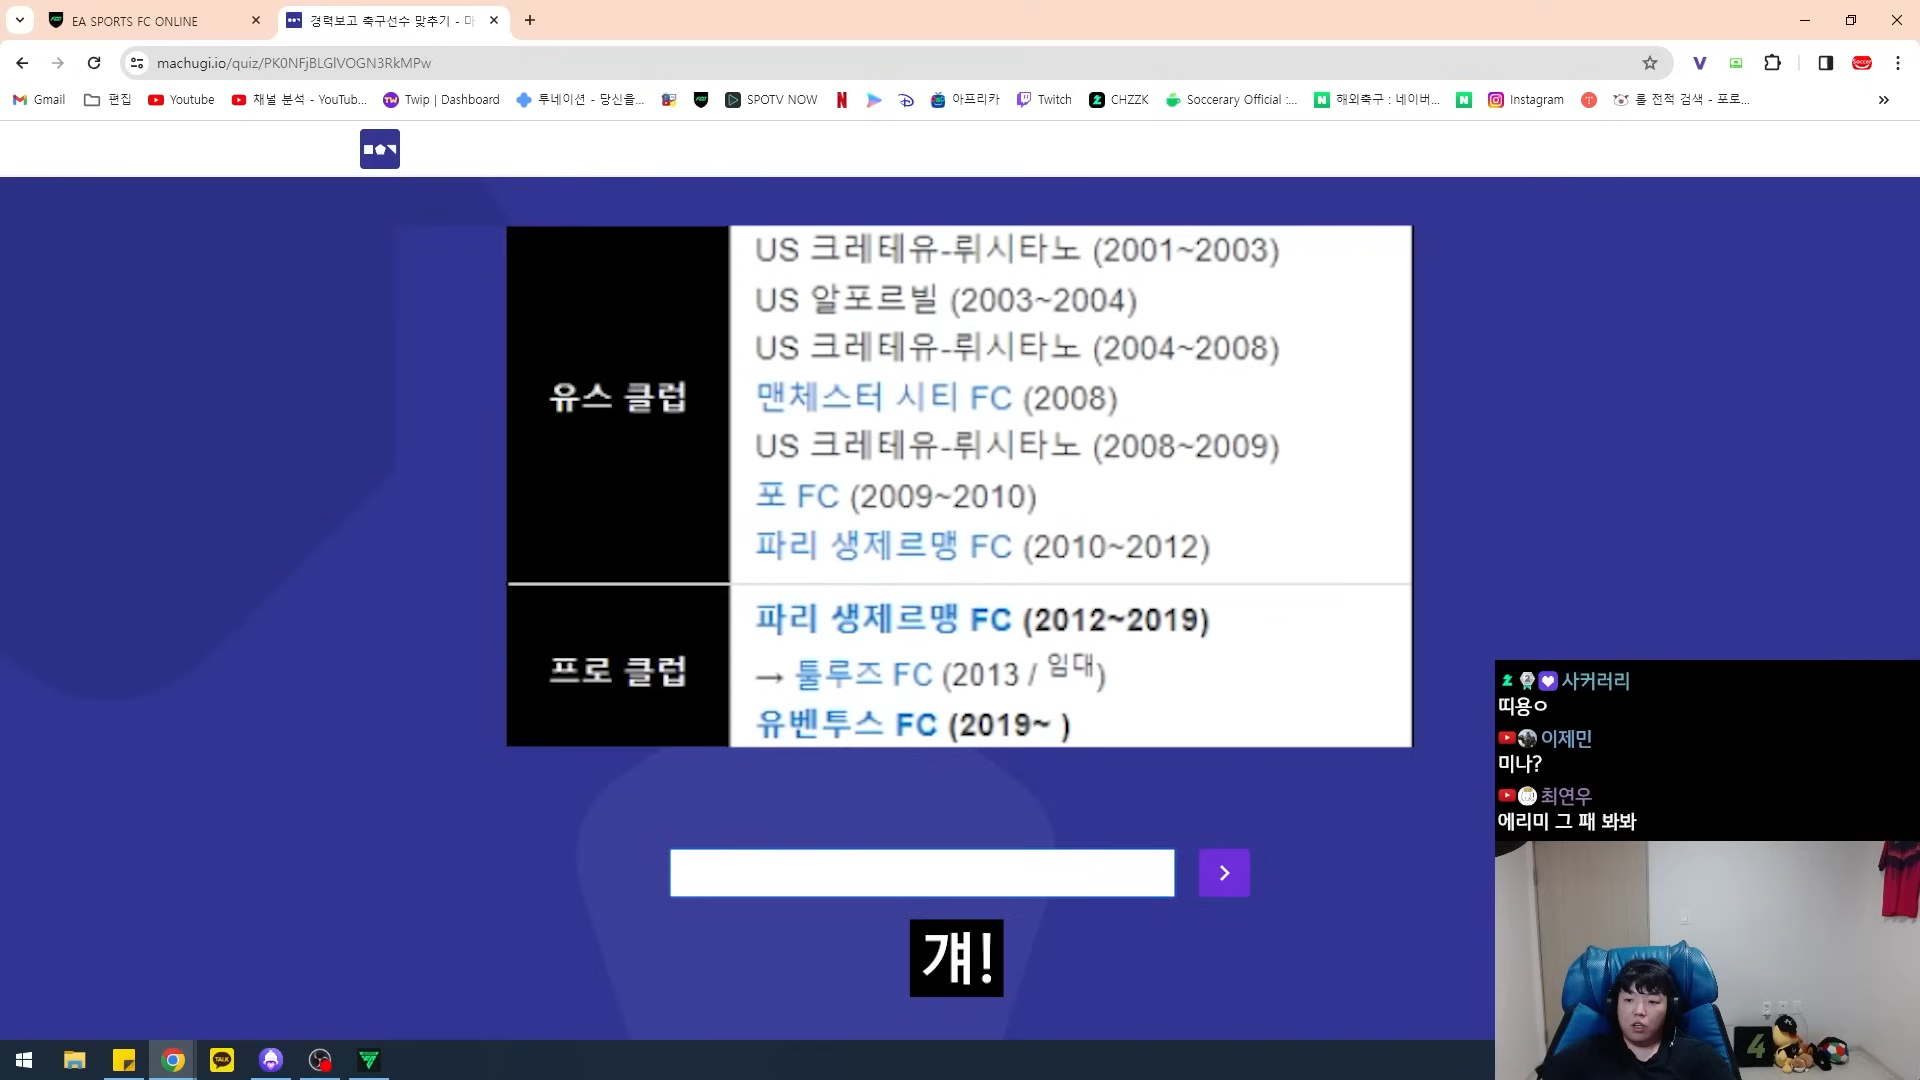 EA SPORTS FC ONLINE
경력보고 축구선수 맞추기 - 마
machugi.io/quiz/PK0NFjBLGlVOGN3RkMPw
Gmail
편집
Youtube
채널 분석 - YouTub...
Twip | Dashboard
투네이션 - 당신을...
SPOTV NOW
아프리카
Twitch
CHZZK
Soccerary Official :...
해외축구 : 네이버...
Instagram
롤 전적 검색 - 포로...
유스 클럽
US 크레테유-뤼시타노 (2001~2003)
US 알포르빌 (2003~2004)
US 크레테유-뤼시타노 (2004~2008)
맨체스터 시티 FC (2008)
US 크레테유-뤼시타노 (2008~2009)
포 FC (2009~2010)
파리 생제르맹 FC (2010~2012)
프로 클럽
파리 생제르맹 FC (2012~2019)
→ 툴루즈 FC (2013 / 임대)
유벤투스 FC (2019~ )
걔!
사커러리
띠용ㅇ
이제민
미나?
최연우
에리미 그 패 봐봐
TALK
4